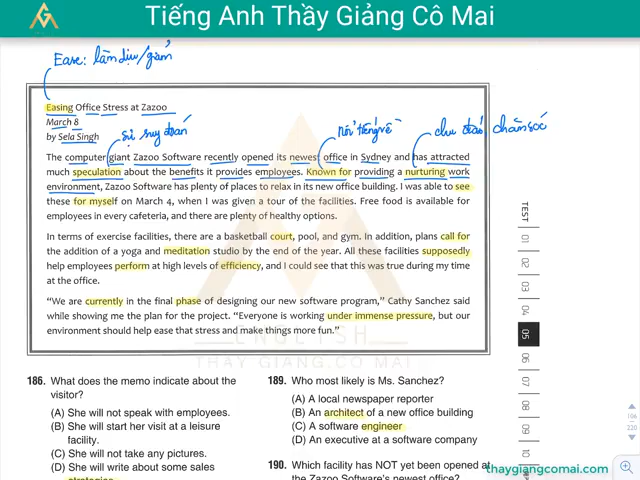 Tiếng Anh Thầy Giảng Cô Mai
Ease: làm dịu/giảm
Easing Office Stress at Zazoo
March 8
by Sela Singh
sự suy đoán
nổi tiếng về
chu đáo, chăm sóc
The computer giant Zazoo Software recently opened its newest office in Sydney and has attracted
much speculation about the benefits it provides employees. Known for providing a nurturing work
environment, Zazoo Software has plenty of places to relax in its new office building. I was able to see
these for myself on March 4, when I was given a tour of the facilities. Free food is available for
employees in every cafeteria, and there are plenty of healthy options.
In terms of exercise facilities, there are a basketball court, pool, and gym. In addition, plans call for
the addition of a yoga and meditation studio by the end of the year. All these facilities supposedly
help employees perform at high levels of efficiency, and I could see that this was true during my time
at the office.
“We are currently in the final phase of designing our new software program,” Cathy Sanchez said
while showing me the plan for the project. “Everyone is working under immense pressure, but our
environment should help ease that stress and make things more fun.”
ENGLISH
THAY GIANG.CO MAI
TEST
01
02
03
04
05
06
07
08
09
10
186. What does the memo indicate about the
visitor?
(A) She will not speak with employees.
(B) She will start her visit at a leisure
facility.
(C) She will not take any pictures.
(D) She will write about some sales
strategies.
189. Who most likely is Ms. Sanchez?
(A) A local newspaper reporter
(B) An architect of a new office building
(C) A software engineer
(D) An executive at a software company
190. Which facility has NOT yet been opened at
the Zazoo Software's newest office?
thaygiangcomai.com
220